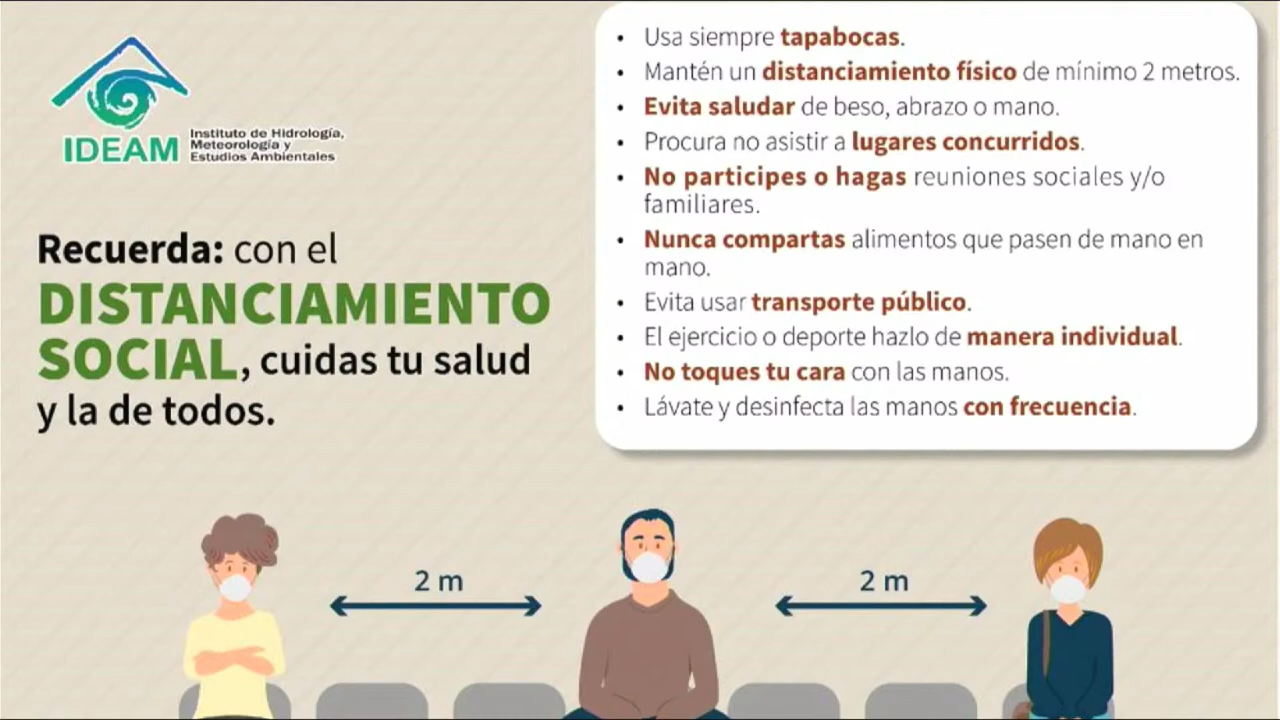 IDEAM
Instituto de Hidrología,
Meteorología y
Estudios Ambientales
Recuerda: con el
DISTANCIAMIENTO
SOCIAL, cuidas tu salud
y la de todos.
• Usa siempre tapabocas.
• Mantén un distanciamiento físico de mínimo 2 metros.
• Evita saludar de beso, abrazo o mano.
• Procura no asistir a lugares concurridos.
• No participes o hagas reuniones sociales y/o
familiares.
• Nunca compartas alimentos que pasen de mano en
mano.
• Evita usar transporte público.
• El ejercicio o deporte hazlo de manera individual.
• No toques tu cara con las manos.
• Lávate y desinfecta las manos con frecuencia.
2 m
2 m